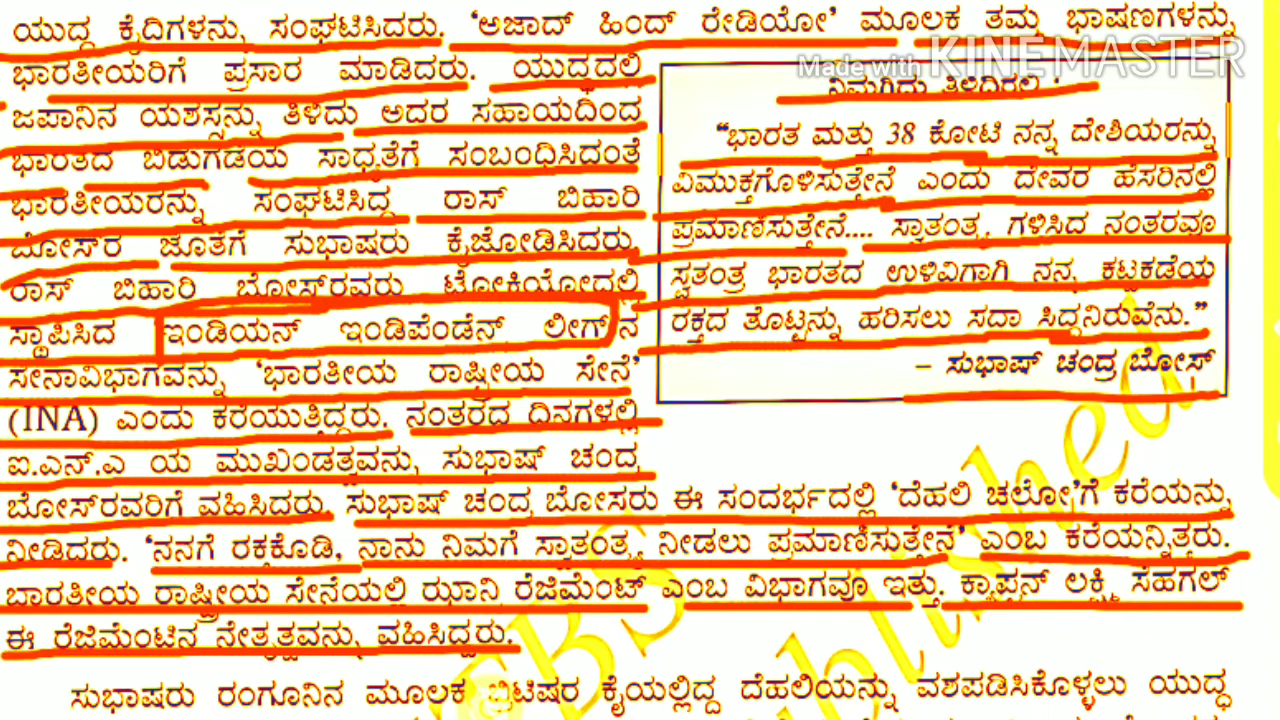 ಯುದ್ಧ ಕೈದಿಗಳನ್ನು ಸಂಘಟಿಸಿದರು. ‘ಅಜಾದ್ ಹಿಂದ್ ರೇಡಿಯೋ’ ಮೂಲಕ ತಮ್ಮ ಭಾಷಣಗಳನ್ನು
ಭಾರತೀಯರಿಗೆ ಪ್ರಸಾರ ಮಾಡಿದರು. ಯುದ್ಧದಲ್ಲಿ
ಜಪಾನಿನ ಯಶಸ್ಸನ್ನು ತಿಳಿದು ಅದರ ಸಹಾಯದಿಂದ
ಭಾರತದ ಬಿಡುಗಡೆಯ ಸಾಧ್ಯತೆಗೆ ಸಂಬಂಧಿಸಿದಂತೆ
ಭಾರತೀಯರನ್ನು ಸಂಘಟಿಸಿದ್ದ ರಾಸ್ ಬಿಹಾರಿ
ಬೋಸ್‌ರ ಜೊತೆಗೆ ಸುಭಾಷರು ಕೈಜೋಡಿಸಿದರು.
ರಾಸ್ ಬಿಹಾರಿ ಬೋಸ್‌ರವರು ಟೋಕಿಯೋದಲ್ಲಿ
ಸ್ಥಾಪಿಸಿದ ಇಂಡಿಯನ್ ಇಂಡಿಪೆಂಡೆನ್ಸ್ ಲೀಗ್‌ನ
ಸೇನಾವಿಭಾಗವನ್ನು ‘ಭಾರತೀಯ ರಾಷ್ಟ್ರೀಯ ಸೇನೆ’
(INA) ಎಂದು ಕರೆಯುತ್ತಿದ್ದರು. ನಂತರದ ದಿನಗಳಲ್ಲಿ
ಐ.ಎನ್.ಎ ಯ ಮುಖಂಡತ್ವವನ್ನು ಸುಭಾಷ್ ಚಂದ್ರ
Made with KINEMASTER
ನಿಮಗಿದು ತಿಳಿದಿರಲಿ :
“ಭಾರತ ಮತ್ತು 38 ಕೋಟಿ ನನ್ನ ದೇಶಿಯರನ್ನು
ವಿಮುಕ್ತಗೊಳಿಸುತ್ತೇನೆ ಎಂದು ದೇವರ ಹೆಸರಿನಲ್ಲಿ
ಪ್ರಮಾಣಿಸುತ್ತೇನೆ.... ಸ್ವಾತಂತ್ರ್ಯ ಗಳಿಸಿದ ನಂತರವೂ
ಸ್ವತಂತ್ರ ಭಾರತದ ಉಳಿವಿಗಾಗಿ ನನ್ನ ಕಟ್ಟಕಡೆಯ
ರಕ್ತದ ತೊಟ್ಟನ್ನು ಹರಿಸಲು ಸದಾ ಸಿದ್ಧನಿರುವೆನು.”
– ಸುಭಾಷ್ ಚಂದ್ರ ಬೋಸ್
ಬೋಸ್‌ರವರಿಗೆ ವಹಿಸಿದರು. ಸುಭಾಷ್ ಚಂದ್ರ ಬೋಸರು ಈ ಸಂದರ್ಭದಲ್ಲಿ ‘ದೆಹಲಿ ಚಲೋ’ಗೆ ಕರೆಯನ್ನು
ನೀಡಿದರು. ‘ನನಗೆ ರಕ್ತಕೊಡಿ, ನಾನು ನಿಮಗೆ ಸ್ವಾತಂತ್ರ್ಯ ನೀಡಲು ಪ್ರಮಾಣಿಸುತ್ತೇನೆ’ ಎಂಬ ಕರೆಯನ್ನಿತ್ತರು.
ಭಾರತೀಯ ರಾಷ್ಟ್ರೀಯ ಸೇನೆಯಲ್ಲಿ ಝಾನ್ಸಿ ರೆಜಿಮೆಂಟ್ ಎಂಬ ವಿಭಾಗವೂ ಇತ್ತು. ಕ್ಯಾಪ್ಟನ್ ಲಕ್ಷ್ಮಿ ಸೆಹಗಲ್
ಈ ರೆಜಿಮೆಂಟಿನ ನೇತೃತ್ವವನ್ನು ವಹಿಸಿದ್ದರು.
ಸುಭಾಷರು ರಂಗೂನಿನ ಮೂಲಕ ಬ್ರಿಟಿಷರ ಕೈಯಲ್ಲಿದ್ದ ದೆಹಲಿಯನ್ನು ವಶಪಡಿಸಿಕೊಳ್ಳಲು ಯುದ್ಧ